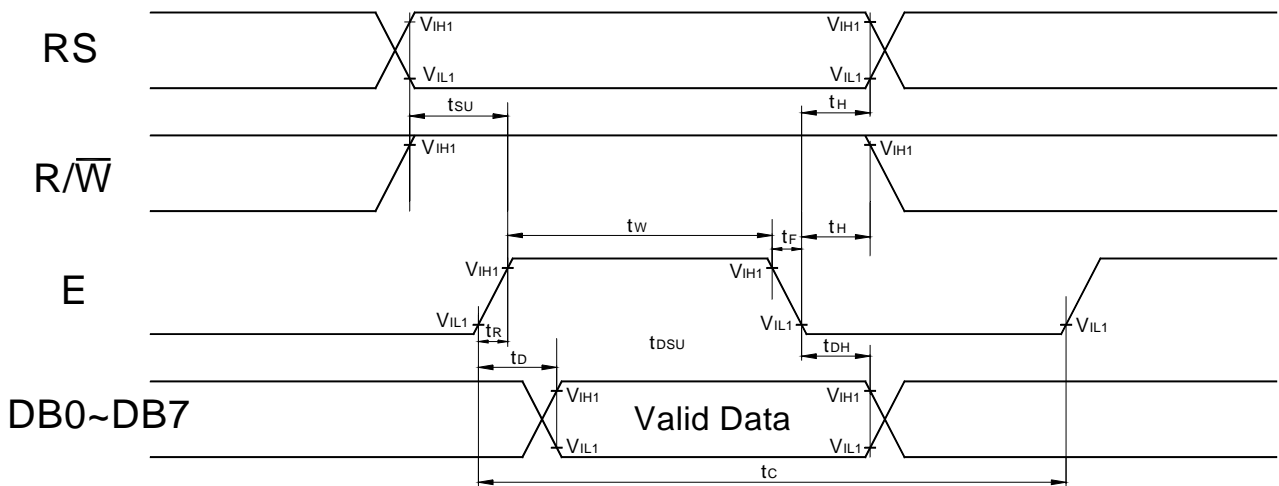 RS
VIH1
VIH1
VIL1
VIL1
tSU
tH
R/W̅
VIH1
VIH1
tW
tF
tH
E
VIH1
VIH1
VIL1
VIL1
VIL1
tR
tD
tDSU
tDH
DB0~DB7
VIH1
VIH1
Valid Data
VIL1
VIL1
tC